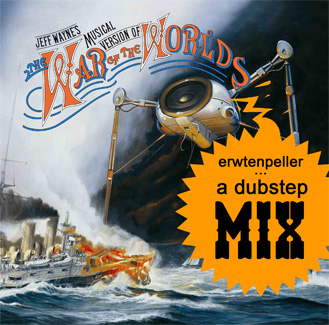 JEFF WAYNE'S
MUSICAL
VERSION OF
THE
WAR OF THE WORLDS
erwtenpeller
...
a dubstep
MIX